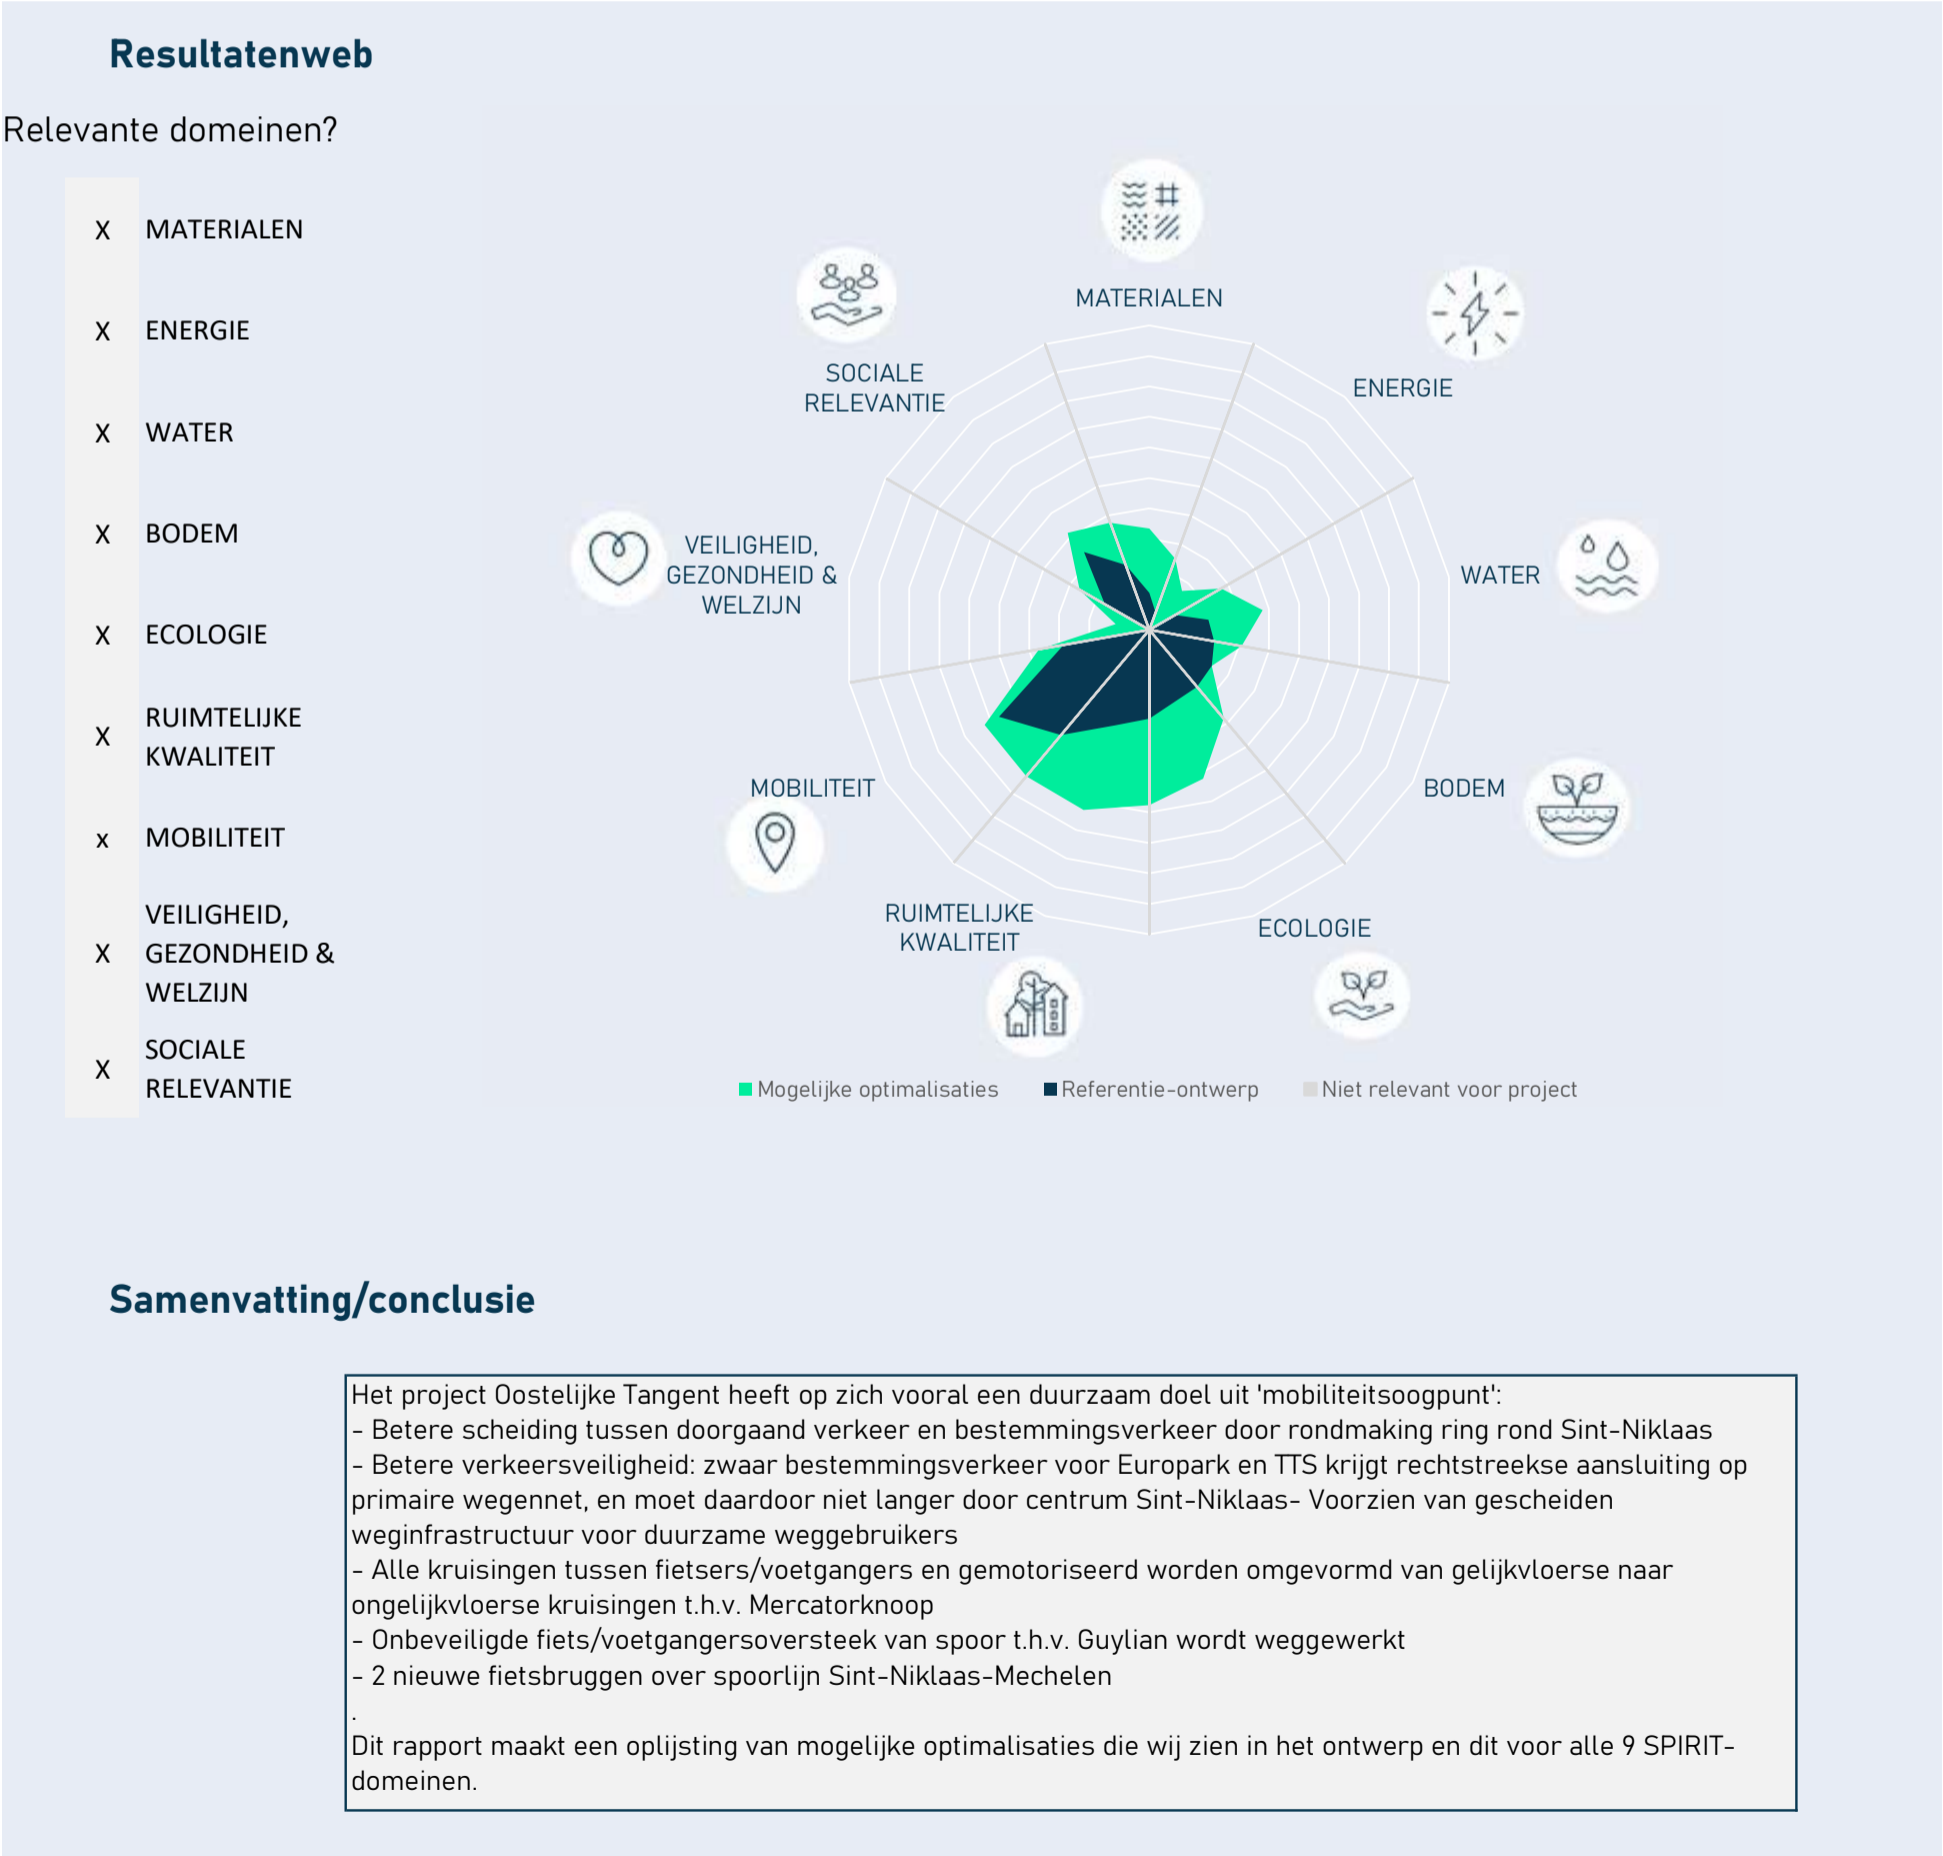 Resultatenweb
Relevante domeinen?
X MATERIALEN
X ENERGIE
X WATER
X BODEM
X ECOLOGIE
X RUIMTELIJKE
KWALITEIT
x MOBILITEIT
X VEILIGHEID,
GEZONDHEID &
WELZIJN
X SOCIALE
RELEVANTIE
MATERIALEN
ENERGIE
WATER
BODEM
ECOLOGIE
RUIMTELIJKE
KWALITEIT
MOBILITEIT
VEILIGHEID,
GEZONDHEID &
WELZIJN
SOCIALE
RELEVANTIE
Mogelijke optimalisaties
Referentie-ontwerp
Niet relevant voor project
Samenvatting/conclusie
Het project Oostelijke Tangent heeft op zich vooral een duurzaam doel uit 'mobiliteitsoogpunt':
- Betere scheiding tussen doorgaand verkeer en bestemmingsverkeer door rondmaking ring rond Sint-Niklaas
- Betere verkeersveiligheid: zwaar bestemmingsverkeer voor Europark en TTS krijgt rechtstreekse aansluiting op
primaire wegennet, en moet daardoor niet langer door centrum Sint-Niklaas- Voorzien van gescheiden
weginfrastructuur voor duurzame weggebruikers
- Alle kruisingen tussen fietsers/voetgangers en gemotoriseerd worden omgevormd van gelijkvloerse naar
ongelijkvloerse kruisingen t.h.v. Mercatorknoop
- Onbeveiligde fiets/voetgangersoversteek van spoor t.h.v. Guylian wordt weggewerkt
- 2 nieuwe fietsbruggen over spoorlijn Sint-Niklaas-Mechelen
.
Dit rapport maakt een oplijsting van mogelijke optimalisaties die wij zien in het ontwerp en dit voor alle 9 SPIRIT-
domeinen.